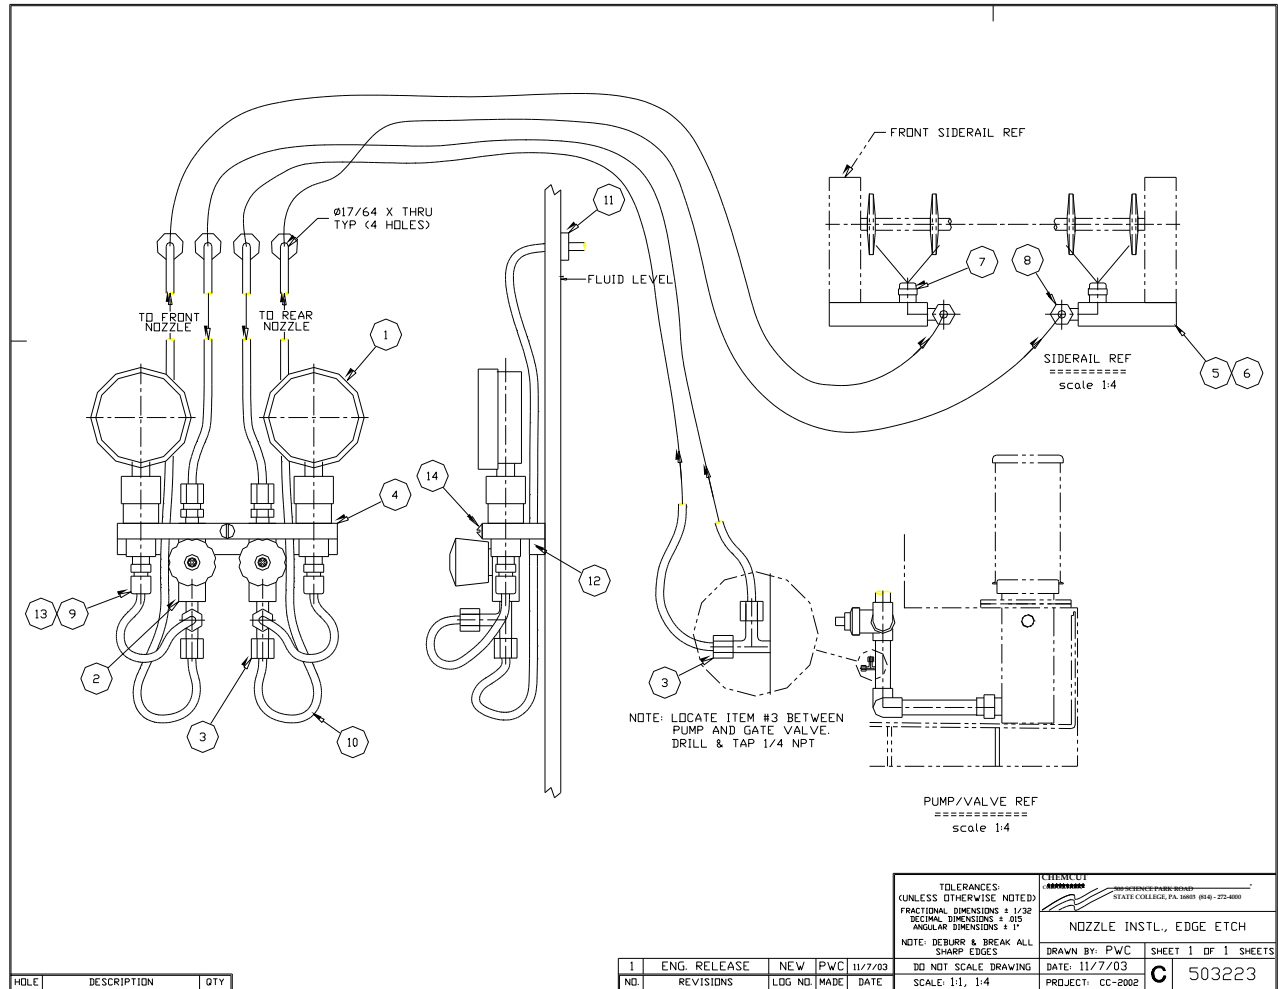 FRONT SIDERAIL REF
Ø17/64 X THRU
TYP (4 HOLES)
11
FLUID LEVEL
7
8
TO FRONT
NOZZLE
TO REAR
NOZZLE
1
SIDERAIL REF
============
scale 1:4
5
6
14
4
12
13
9
2
3
10
3
NOTE: LOCATE ITEM #3 BETWEEN
PUMP AND GATE VALVE.
DRILL & TAP 1/4 NPT
PUMP/VALVE REF
==============
scale 1:4
TOLERANCES:
(UNLESS OTHERWISE NOTED)
FRACTIONAL DIMENSIONS ± 1/32
DECIMAL DIMENSIONS ± .015
ANGULAR DIMENSIONS ± 1°
NOTE: DEBURR & BREAK ALL
SHARP EDGES
DO NOT SCALE DRAWING
SCALE: 1:1, 1:4
CHEMCUT
500 SCIENCE PARK ROAD
STATE COLLEGE, PA. 16803 (814) - 272-4000
NOZZLE INSTL., EDGE ETCH
DRAWN BY: PWC
SHEET 1 OF 1 SHEETS
DATE: 11/7/03
PROJECT: CC-2002
C
503223
1 ENG. RELEASE NEW PWC 11/7/03
NO. REVISIONS LOG NO. MADE DATE
HOLE DESCRIPTION QTY